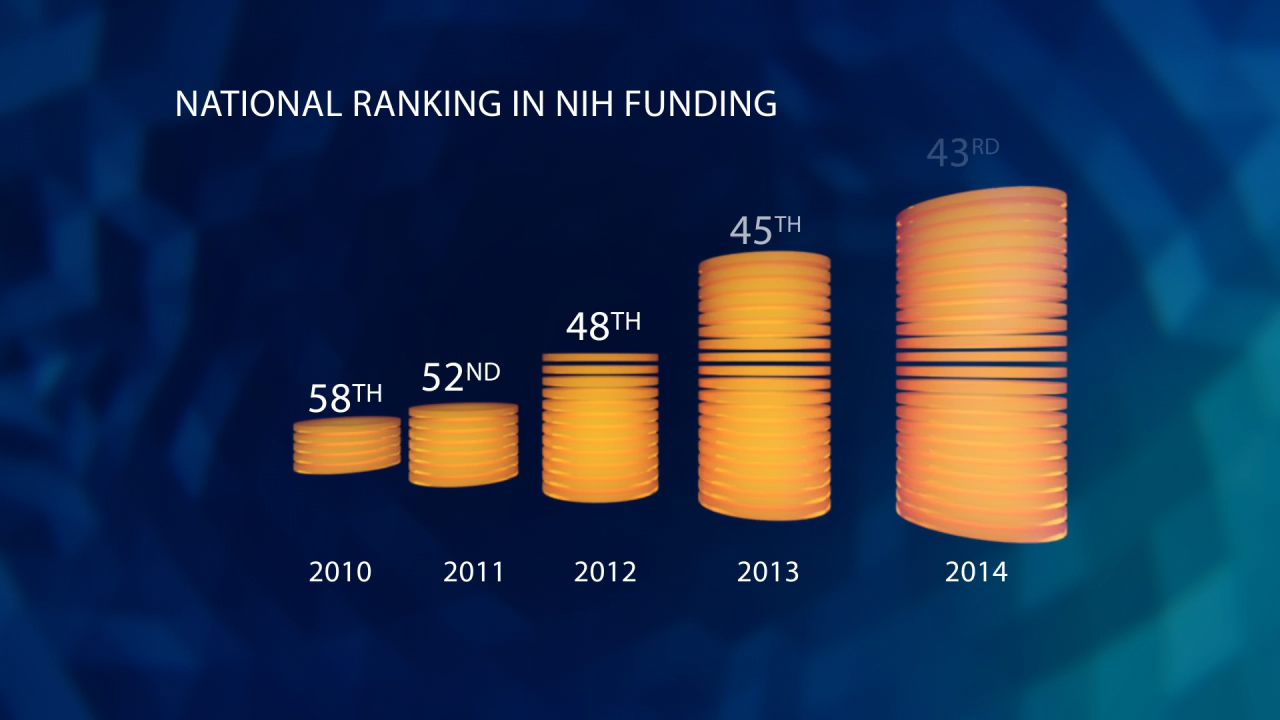 NATIONAL RANKING IN NIH FUNDING
43RD
45TH
48TH
52ND
58TH
2010 2011 2012 2013 2014